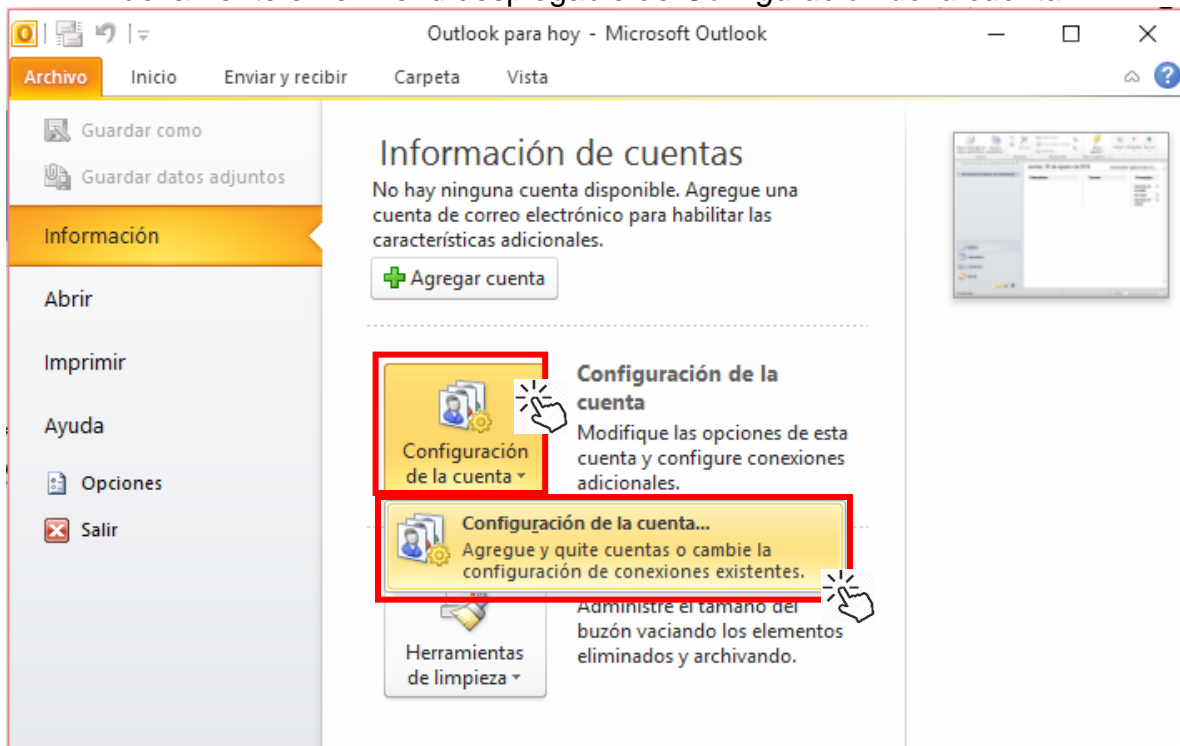 Outlook para hoy - Microsoft Outlook
Archivo Inicio Enviar y recibir Carpeta Vista
Guardar como
Guardar datos adjuntos
Información
Abrir
Imprimir
Ayuda
Opciones
Salir
Información de cuentas
No hay ninguna cuenta disponible. Agregue una
cuenta de correo electrónico para habilitar las
características adicionales.
Agregar cuenta
Configuración
de la cuenta
Configuración de la
cuenta
Modifique las opciones de esta
cuenta y configure conexiones
adicionales.
Configuración de la cuenta...
Agregue y quite cuentas o cambie la
configuración de conexiones existentes.
Herramientas
de limpieza
Administre el tamaño del
buzón vaciando los elementos
eliminados y archivando.